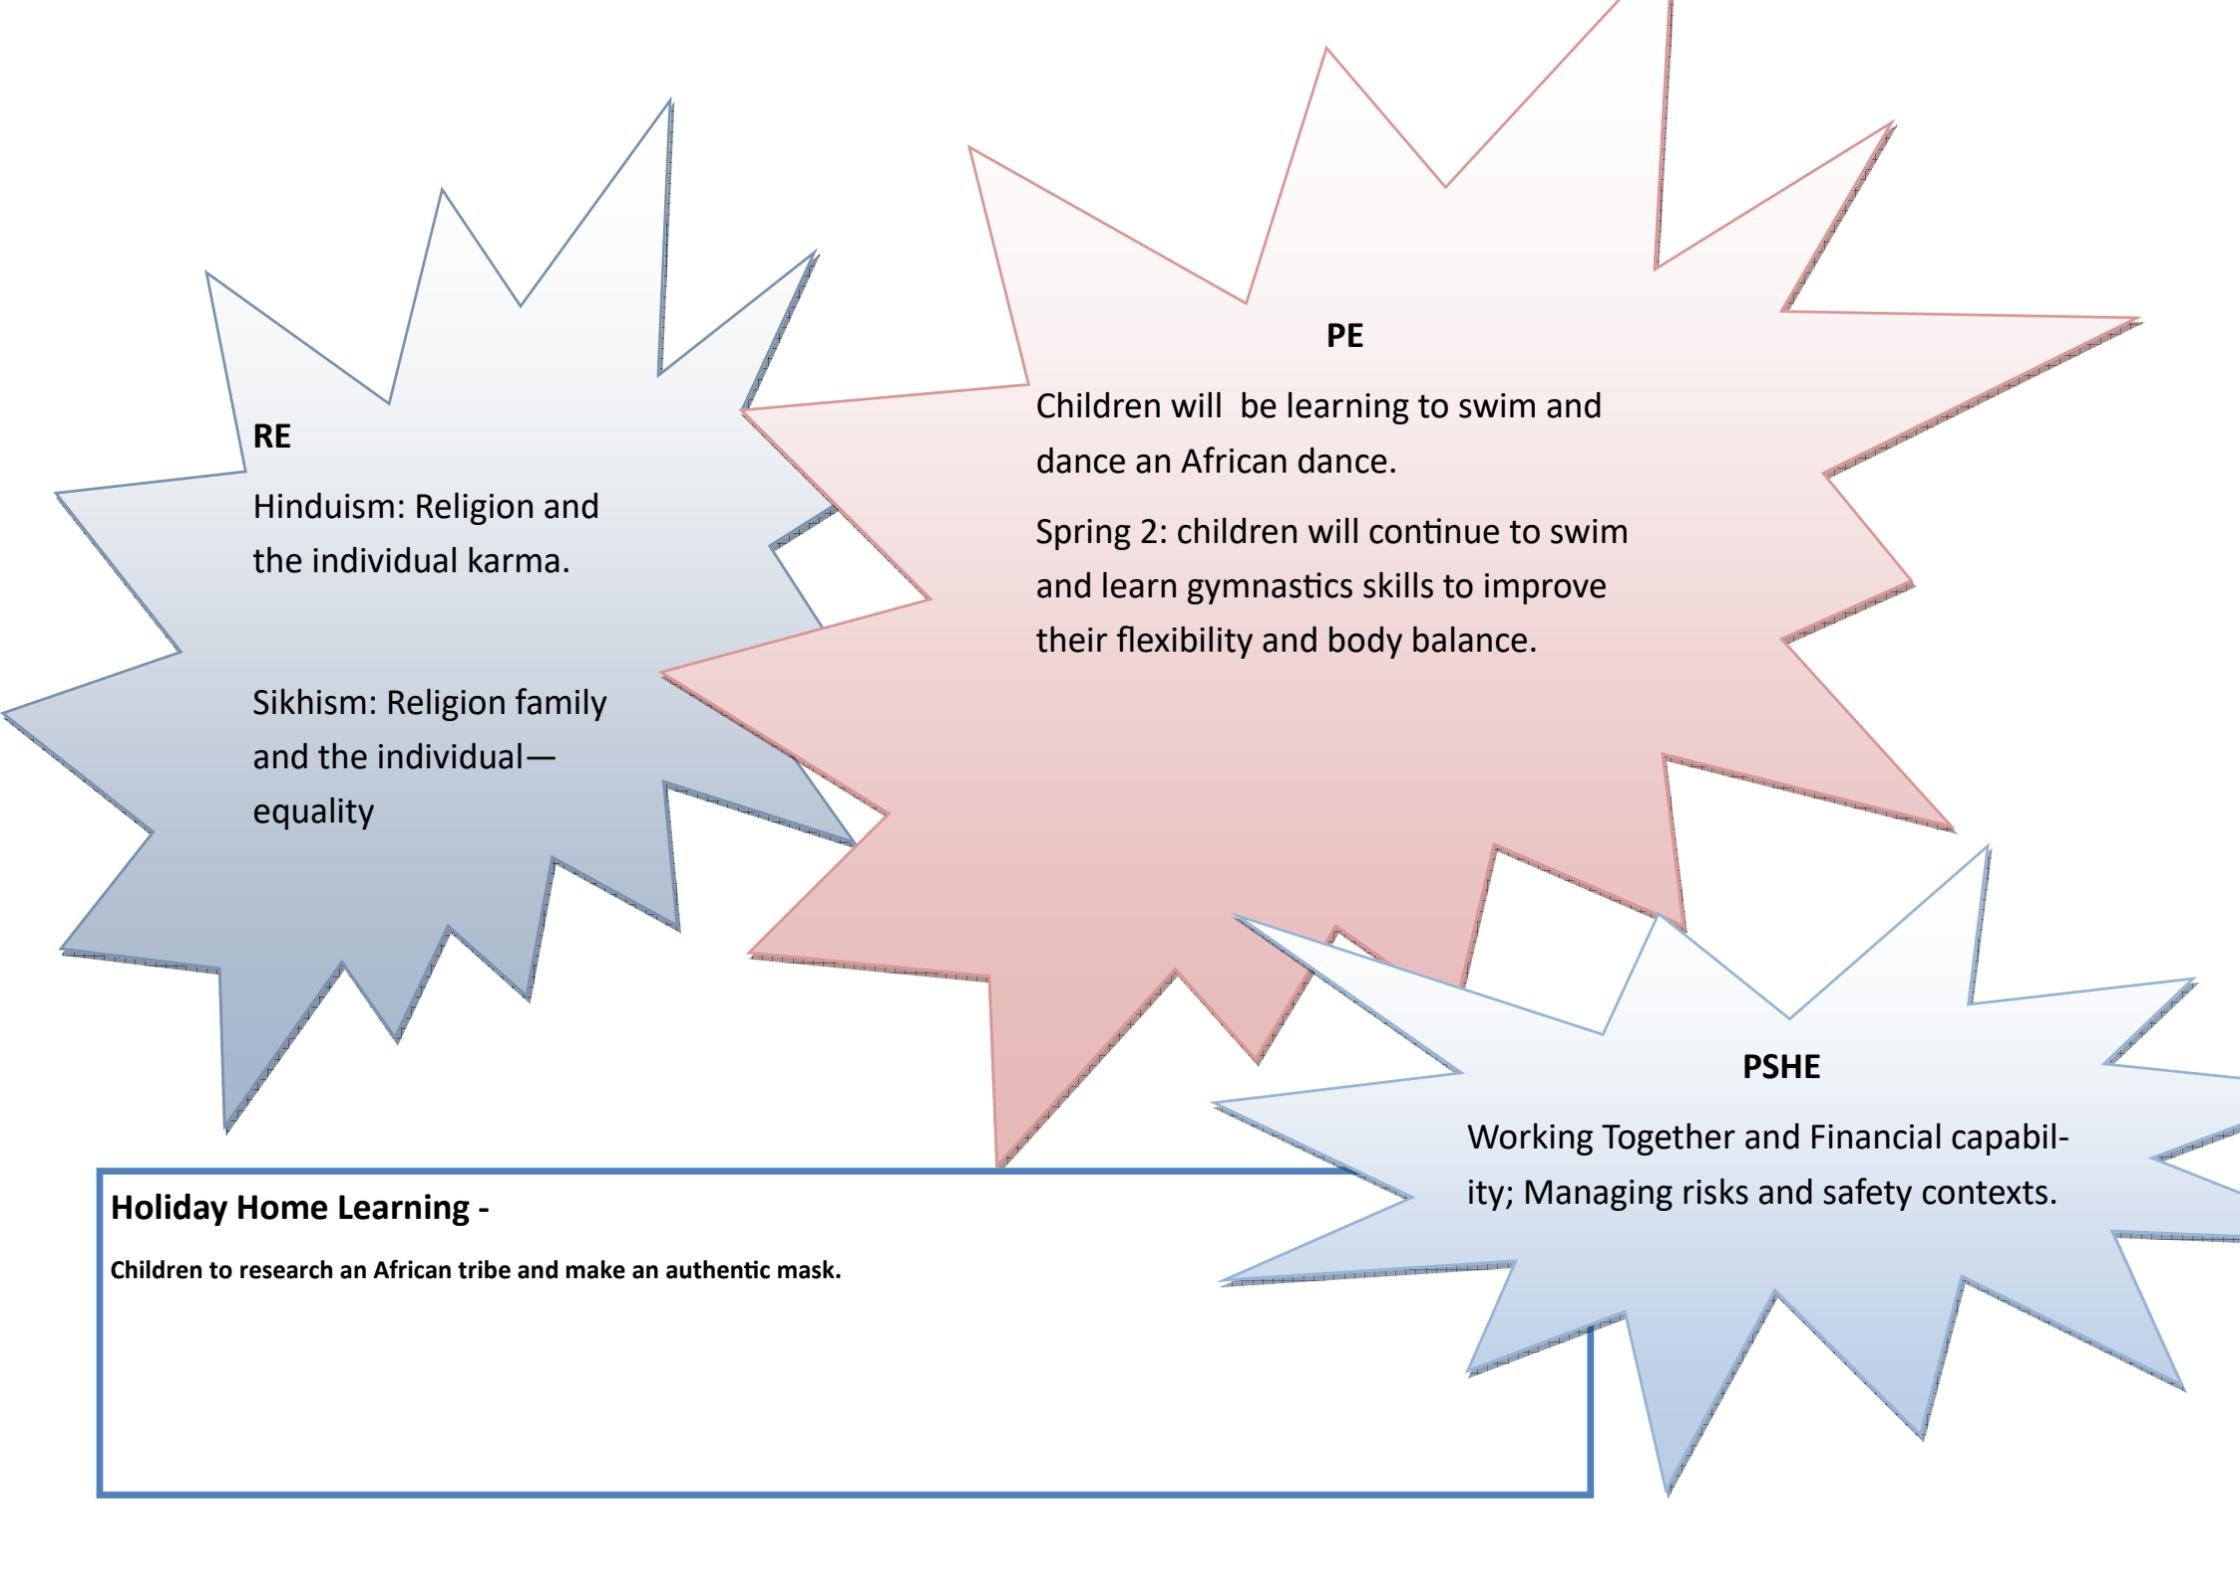 RE
Hinduism: Religion and
the individual karma.
Sikhism: Religion family
and the individual—
equality
PE
Children will  be learning to swim and
dance an African dance.
Spring 2: children will continue to swim
and learn gymnastics skills to improve
their flexibility and body balance.
PSHE
Working Together and Financial capabil-
ity; Managing risks and safety contexts.
Holiday Home Learning -
Children to research an African tribe and make an authentic mask.